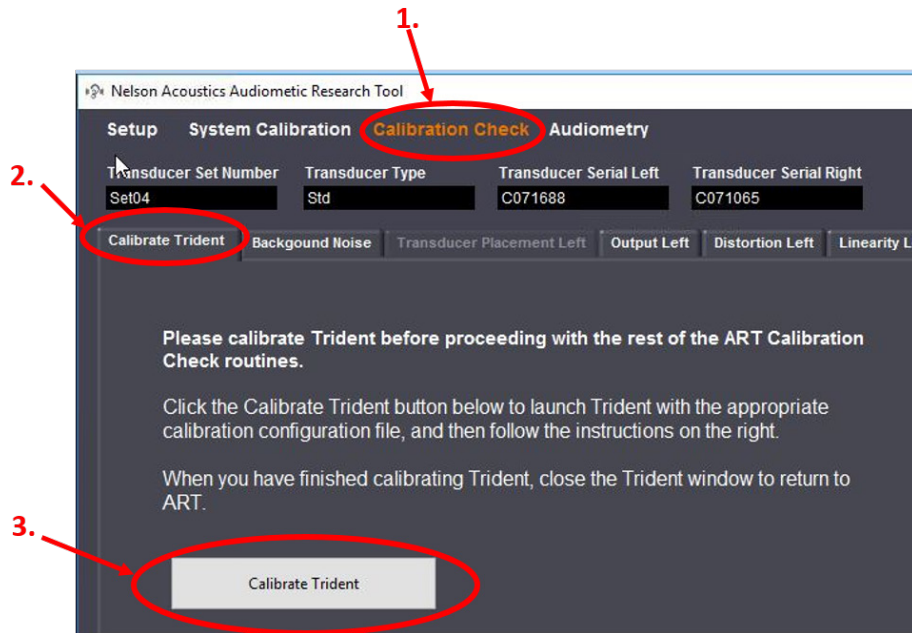 1.
Nelson Acoustics Audiometic Research Tool
Setup System Calibration Calibration Check Audiometry
2.
Transducer Set Number Transducer Type Transducer Serial Left Transducer Serial Right
Set04 Std C071688 C071065
Calibrate Trident Backgound Noise Transducer Placement Left Output Left Distortion Left Linearity L
Please calibrate Trident before proceeding with the rest of the ART Calibration
Check routines.
Click the Calibrate Trident button below to launch Trident with the appropriate
calibration configuration file, and then follow the instructions on the right.
When you have finished calibrating Trident, close the Trident window to return to
ART.
3.
Calibrate Trident